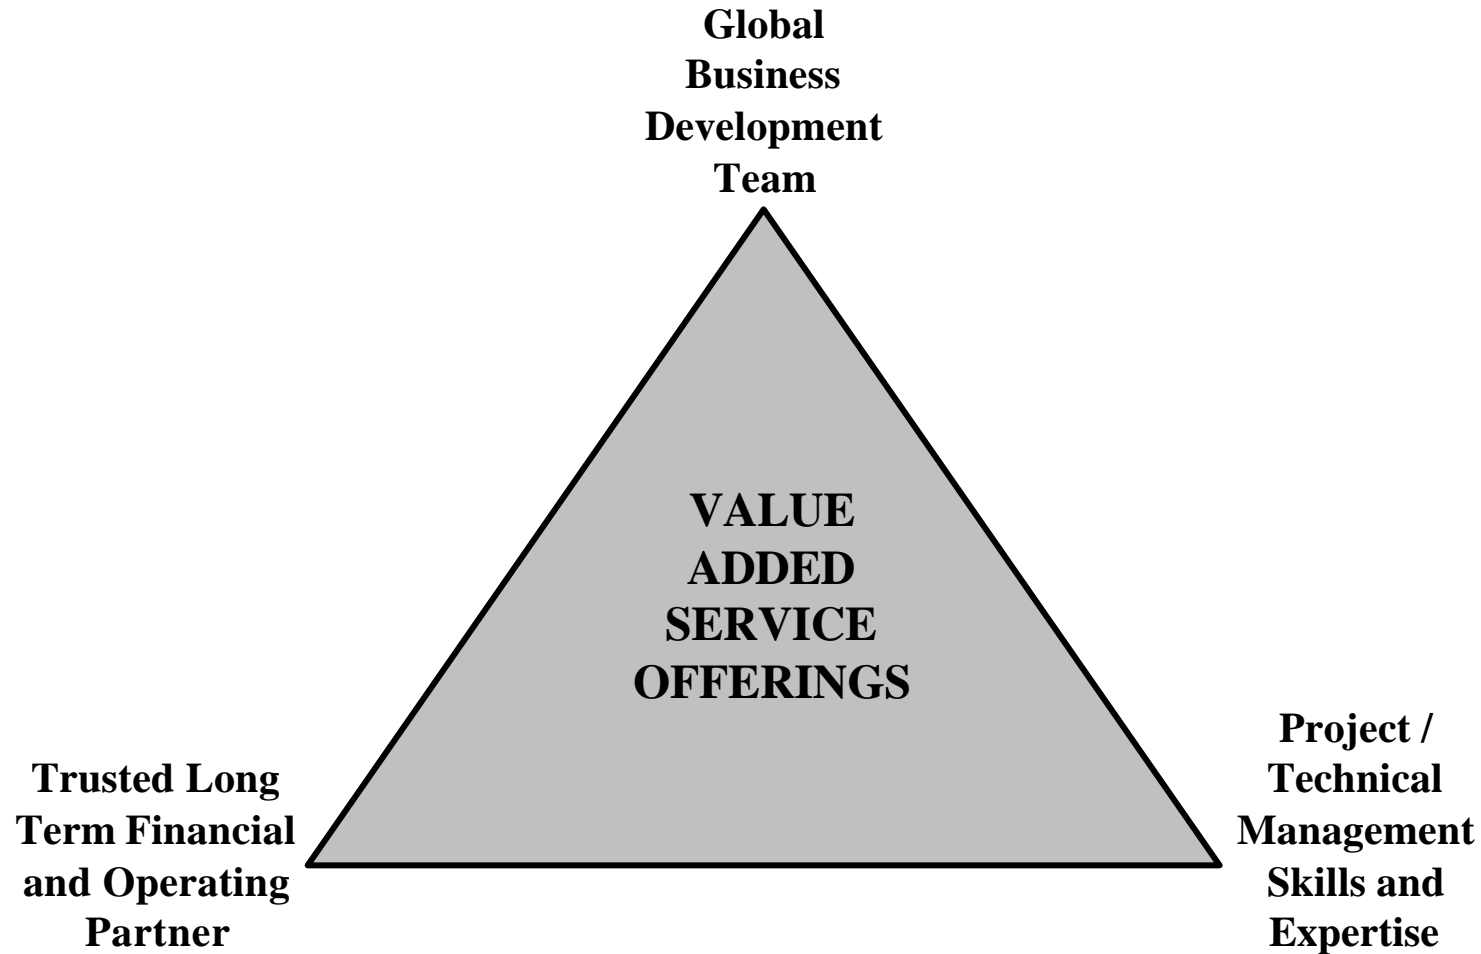 Global
Business
Development
Team
VALUE
ADDED
SERVICE
OFFERINGS
Trusted Long
Term Financial
and Operating
Partner
Project /
Technical
Management
Skills and
Expertise